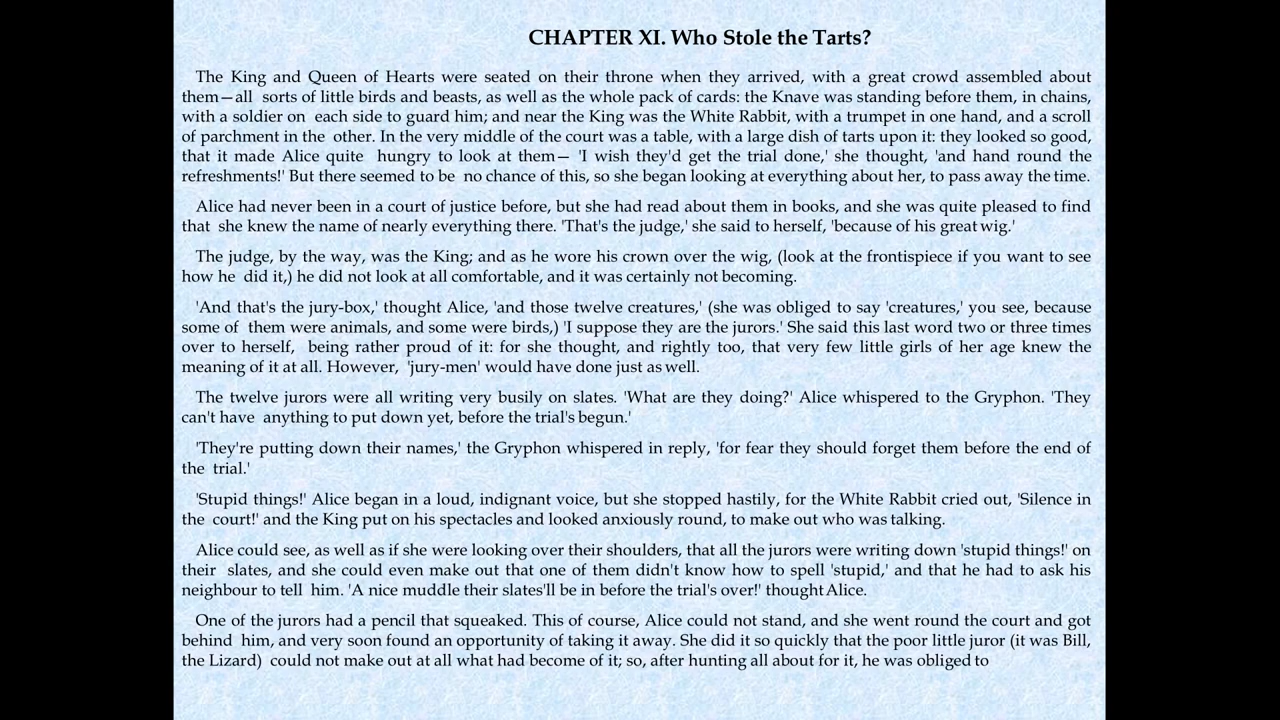 CHAPTER XI. Who Stole the Tarts?
The King and Queen of Hearts were seated on their throne when they arrived, with a great crowd assembled about
them—all sorts of little birds and beasts, as well as the whole pack of cards: the Knave was standing before them, in chains,
with a soldier on each side to guard him; and near the King was the White Rabbit, with a trumpet in one hand, and a scroll
of parchment in the other. In the very middle of the court was a table, with a large dish of tarts upon it: they looked so good,
that it made Alice quite hungry to look at them— 'I wish they'd get the trial done,' she thought, 'and hand round the
refreshments!' But there seemed to be no chance of this, so she began looking at everything about her, to pass away the time.
Alice had never been in a court of justice before, but she had read about them in books, and she was quite pleased to find
that she knew the name of nearly everything there. 'That's the judge,' she said to herself, 'because of his great wig.'
The judge, by the way, was the King; and as he wore his crown over the wig, (look at the frontispiece if you want to see
how he did it,) he did not look at all comfortable, and it was certainly not becoming.
'And that's the jury-box,' thought Alice, 'and those twelve creatures,' (she was obliged to say 'creatures,' you see, because
some of them were animals, and some were birds,) 'I suppose they are the jurors.' She said this last word two or three times
over to herself, being rather proud of it: for she thought, and rightly too, that very few little girls of her age knew the
meaning of it at all. However, 'jury-men' would have done just as well.
The twelve jurors were all writing very busily on slates. 'What are they doing?' Alice whispered to the Gryphon. 'They
can't have anything to put down yet, before the trial's begun.'
'They're putting down their names,' the Gryphon whispered in reply, 'for fear they should forget them before the end of
the trial.'
'Stupid things!' Alice began in a loud, indignant voice, but she stopped hastily, for the White Rabbit cried out, 'Silence in
the court!' and the King put on his spectacles and looked anxiously round, to make out who was talking.
Alice could see, as well as if she were looking over their shoulders, that all the jurors were writing down 'stupid things!' on
their slates, and she could even make out that one of them didn't know how to spell 'stupid,' and that he had to ask his
neighbour to tell him. 'A nice muddle their slates'll be in before the trial's over!' thought Alice.
One of the jurors had a pencil that squeaked. This of course, Alice could not stand, and she went round the court and got
behind him, and very soon found an opportunity of taking it away. She did it so quickly that the poor little juror (it was Bill,
the Lizard) could not make out at all what had become of it; so, after hunting all about for it, he was obliged to